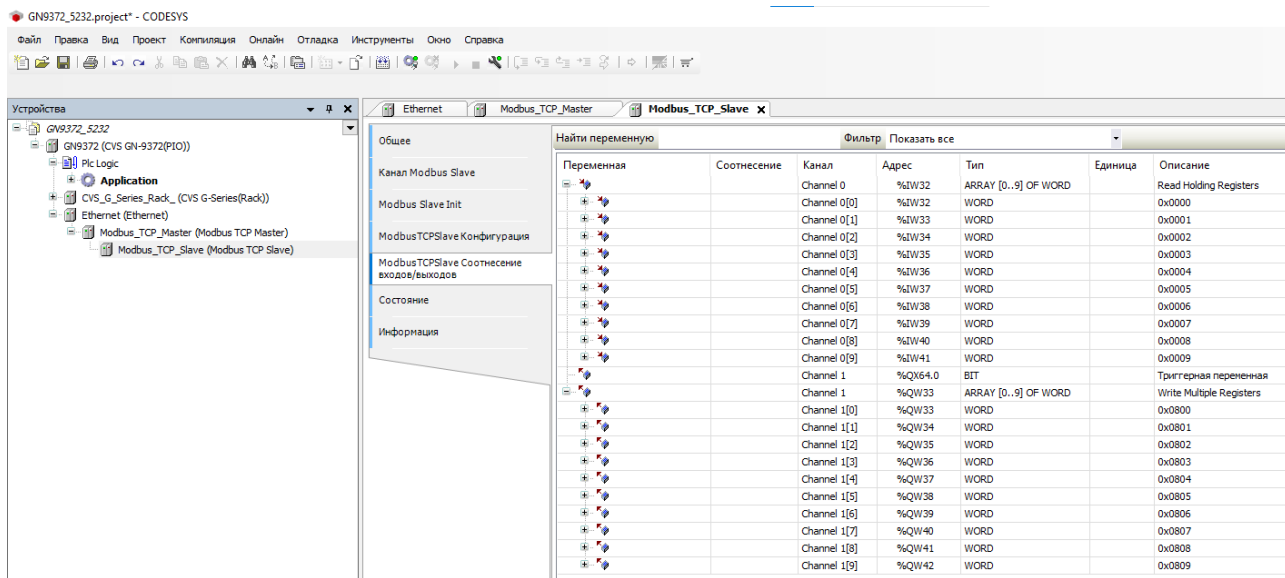 GN9372_5232.project* - CODESYS
Файл Правка Вид Проект Компиляция Онлайн Отладка Инструменты Окно Справка
Устройства
GN9372_5232
GN9372 (CVS GN-9372(PIO))
Plc Logic
Application
CVS_G_Series_Rack_ (CVS G-Series(Rack))
Ethernet (Ethernet)
Modbus_TCP_Master (Modbus TCP Master)
Modbus_TCP_Slave (Modbus TCP Slave)
Ethernet Modbus_TCP_Master Modbus_TCP_Slave
Общее
Канал Modbus Slave
Modbus Slave Init
ModbusTCPSlave Конфигурация
ModbusTCPSlave Соотнесение
входов/выходов
Состояние
Информация
Найти переменную Фильтр Показать все
Переменная Соотнесение Канал Адрес Тип Единица Описание
Channel 0 %IW32 ARRAY [0..9] OF WORD Read Holding Registers
Channel 0[0] %IW32 WORD 0x0000
Channel 0[1] %IW33 WORD 0x0001
Channel 0[2] %IW34 WORD 0x0002
Channel 0[3] %IW35 WORD 0x0003
Channel 0[4] %IW36 WORD 0x0004
Channel 0[5] %IW37 WORD 0x0005
Channel 0[6] %IW38 WORD 0x0006
Channel 0[7] %IW39 WORD 0x0007
Channel 0[8] %IW40 WORD 0x0008
Channel 0[9] %IW41 WORD 0x0009
Channel 1 %QX64.0 BIT Триггерная переменная
Channel 1 %QW33 ARRAY [0..9] OF WORD Write Multiple Registers
Channel 1[0] %QW33 WORD 0x0800
Channel 1[1] %QW34 WORD 0x0801
Channel 1[2] %QW35 WORD 0x0802
Channel 1[3] %QW36 WORD 0x0803
Channel 1[4] %QW37 WORD 0x0804
Channel 1[5] %QW38 WORD 0x0805
Channel 1[6] %QW39 WORD 0x0806
Channel 1[7] %QW40 WORD 0x0807
Channel 1[8] %QW41 WORD 0x0808
Channel 1[9] %QW42 WORD 0x0809